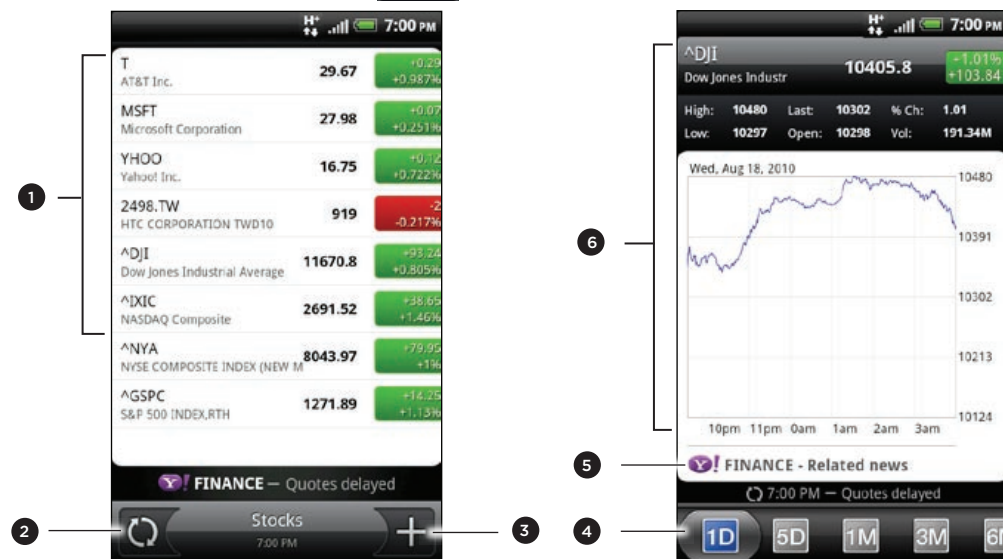 H+ 7:00 PM
T 29.67 +0.29
AT&T Inc. +0.987%
MSFT 27.98 +0.07
Microsoft Corporation +0.251%
YHOO 16.75 +0.12
Yahoo! Inc. +0.722%
2498.TW 919 -2
HTC CORPORATION TWD10 -0.217%
^DJI 11670.8 +93.24
Dow Jones Industrial Average +0.805%
^IXIC 2691.52 +38.65
NASDAQ Composite +1.46%
^NYA 8043.97 +79.95
NYSE COMPOSITE INDEX (NEW M +1%
^GSPC 1271.89 +14.25
S&P 500 INDEX,RTH +1.13%
Y! FINANCE — Quotes delayed
Stocks
7:00 PM
1
2
3
H+ 7:00 PM
^DJI 10405.8 -1.01%
Dow Jones Industr +103.84
High: 10480 Last: 10302 % Ch: 1.01
Low: 10297 Open: 10298 Vol: 191.34M
Wed, Aug 18, 2010
10480
10391
10302
10213
10124
10pm 11pm 0am 1am 2am 3am
Y! FINANCE - Related news
7:00 PM — Quotes delayed
1D 5D 1M 3M
6
5
4